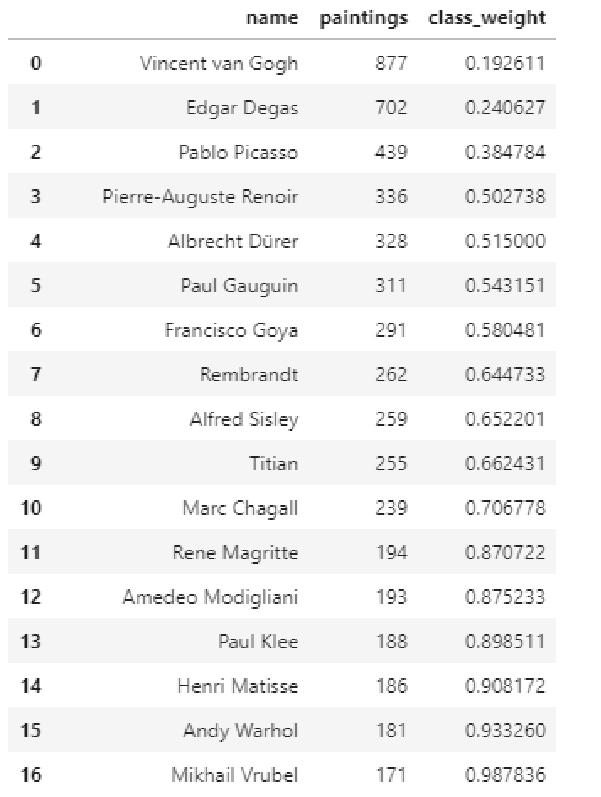 name paintings class_weight
0 Vincent van Gogh 877 0.192611
1 Edgar Degas 702 0.240627
2 Pablo Picasso 439 0.384784
3 Pierre-Auguste Renoir 336 0.502738
4 Albrecht Dürer 328 0.515000
5 Paul Gauguin 311 0.543151
6 Francisco Goya 291 0.580481
7 Rembrandt 262 0.644733
8 Alfred Sisley 259 0.652201
9 Titian 255 0.662431
10 Marc Chagall 239 0.706778
11 Rene Magritte 194 0.870722
12 Amedeo Modigliani 193 0.875233
13 Paul Klee 188 0.898511
14 Henri Matisse 186 0.908172
15 Andy Warhol 181 0.933260
16 Mikhail Vrubel 171 0.987836